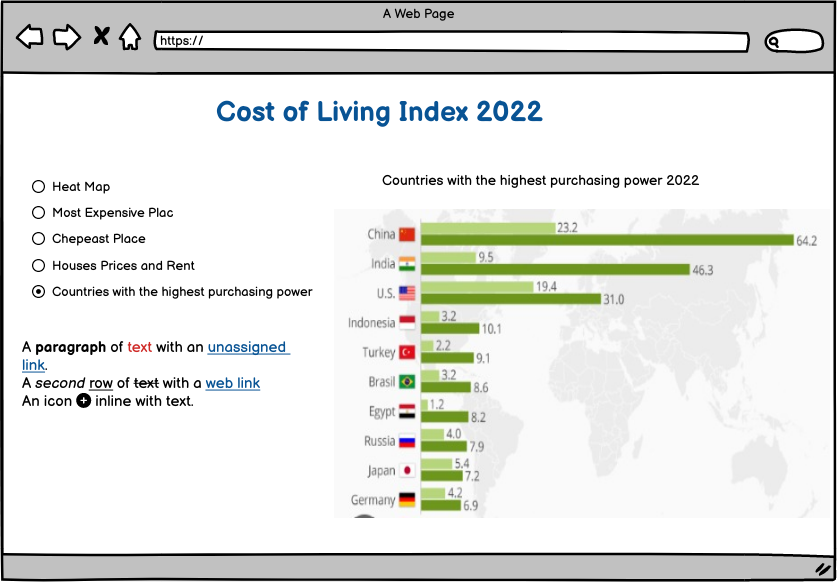 A Web Page
https://
Cost of Living Index 2022
Heat Map
Most Expensive Plac
Chepeast Place
Houses Prices and Rent
Countries with the highest purchasing power
A paragraph of text with an unassigned
link.
A second row of text with a web link
An icon inline with text.
Countries with the highest purchasing power 2022
China 23.2
64.2
India 9.5
46.3
U.S. 19.4
31.0
Indonesia 3.2
10.1
Turkey 2.2
9.1
Brasil 3.2
8.6
Egypt 1.2
8.2
Russia 4.0
7.9
Japan 5.4
7.2
Germany 4.2
6.9